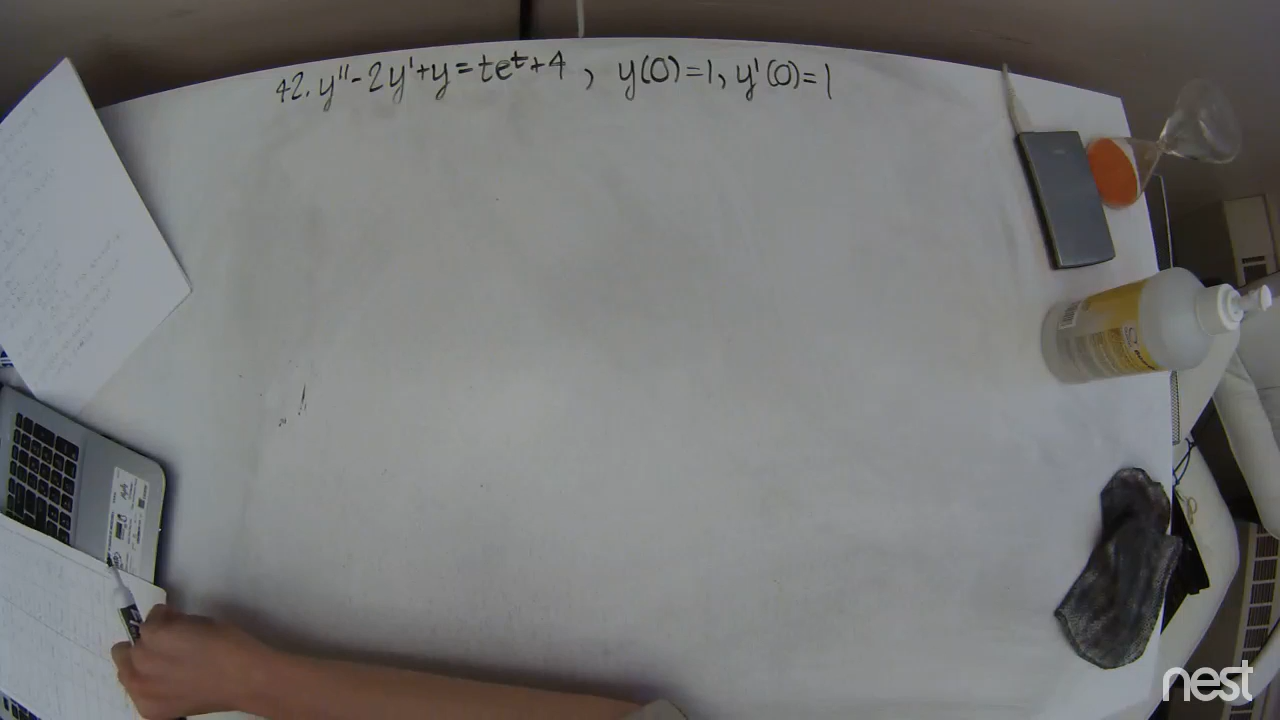 42. y'' - 2y' + y = te^t + 4 , y(0) = 1, y'(0) = 1
nest